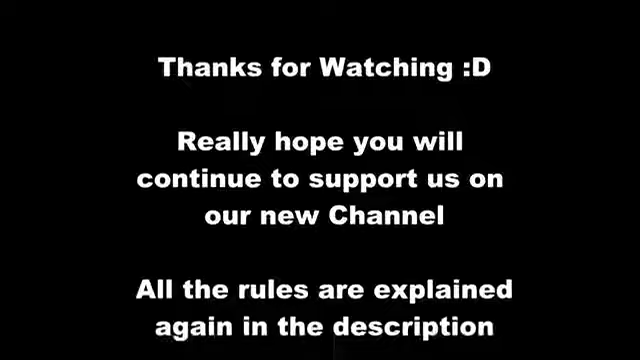 Thanks for Watching :D
Really hope you will
continue to support us on
our new Channel
All the rules are explained
again in the description